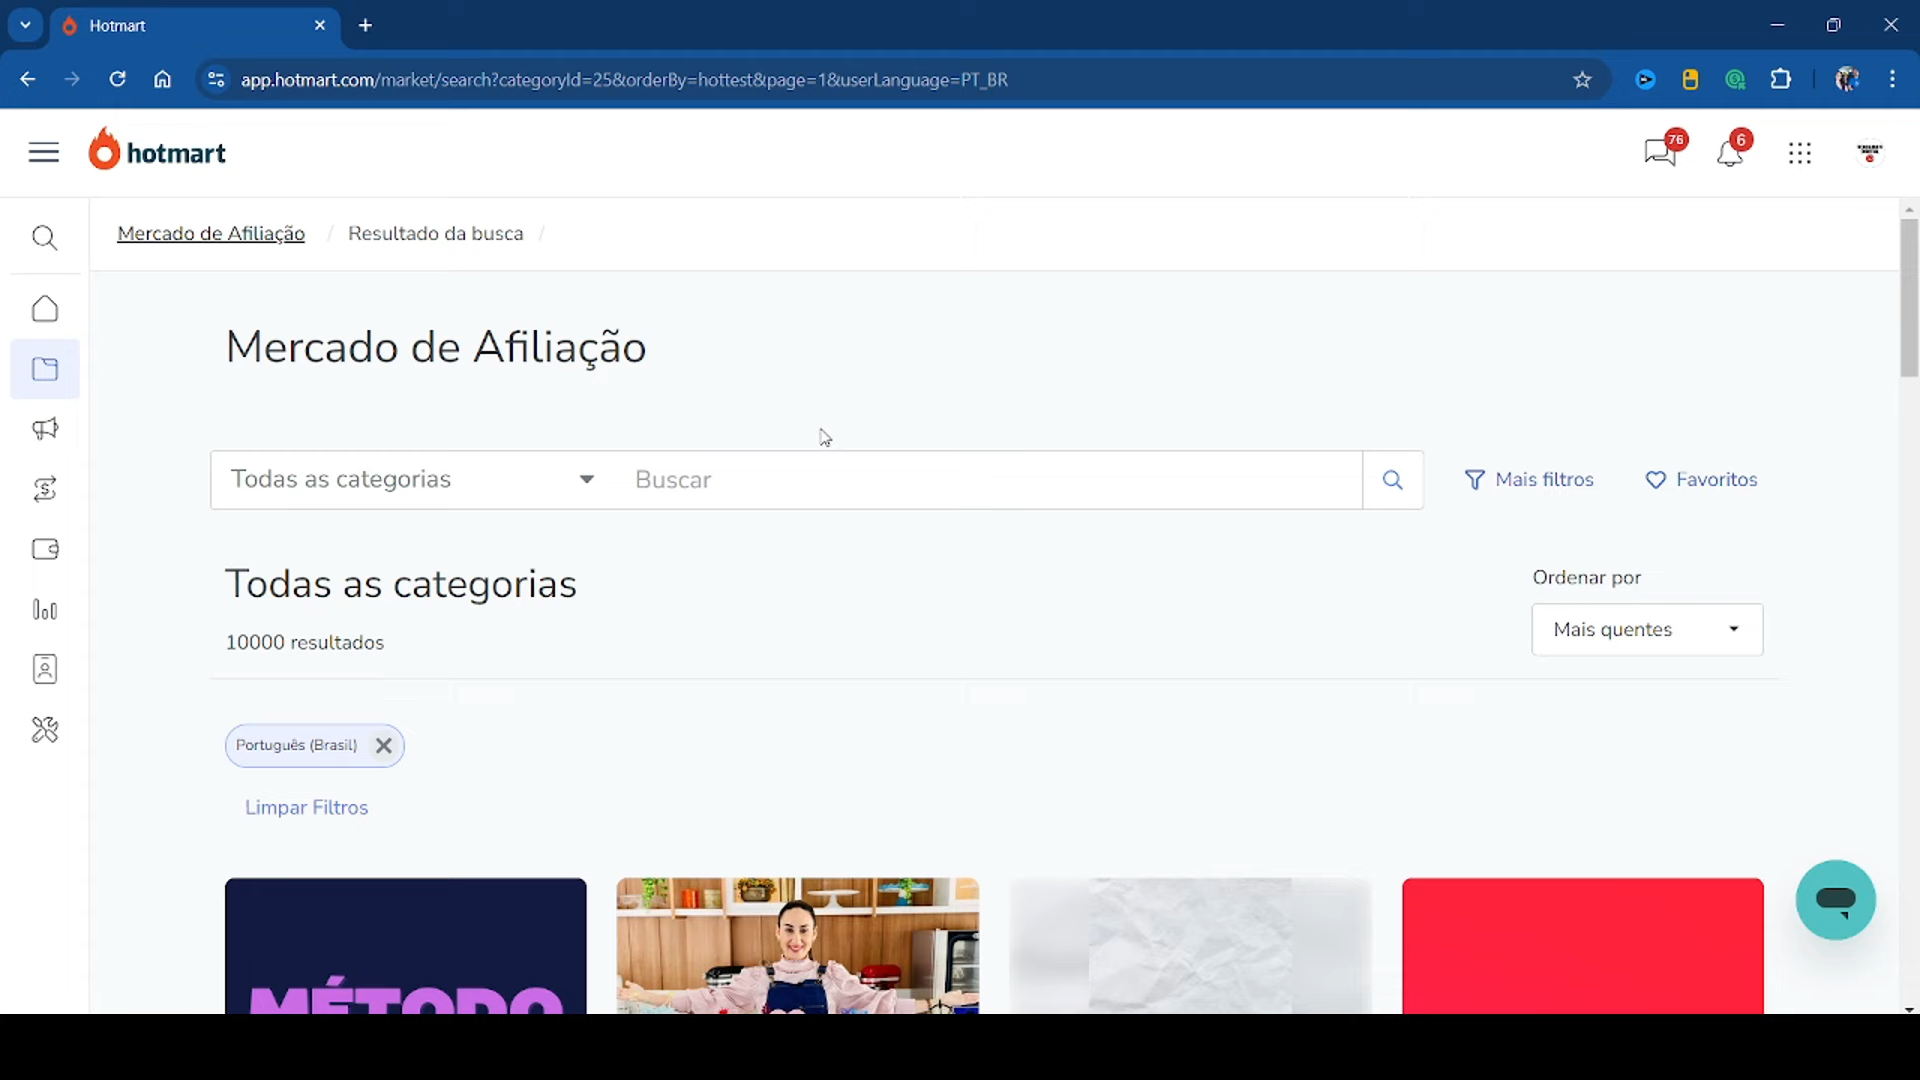 Hotmart
app.hotmart.com/market/search?categoryId=25&orderBy=hottest&page=1&userLanguage=PT_BR
hotmart
76
6
Mercado de Afiliação / Resultado da busca /
Mercado de Afiliação
Todas as categorias
Buscar
Mais filtros
Favoritos
Todas as categorias
Ordenar por
10000 resultados
Mais quentes
Português (Brasil)
Limpar Filtros
MÉTODO